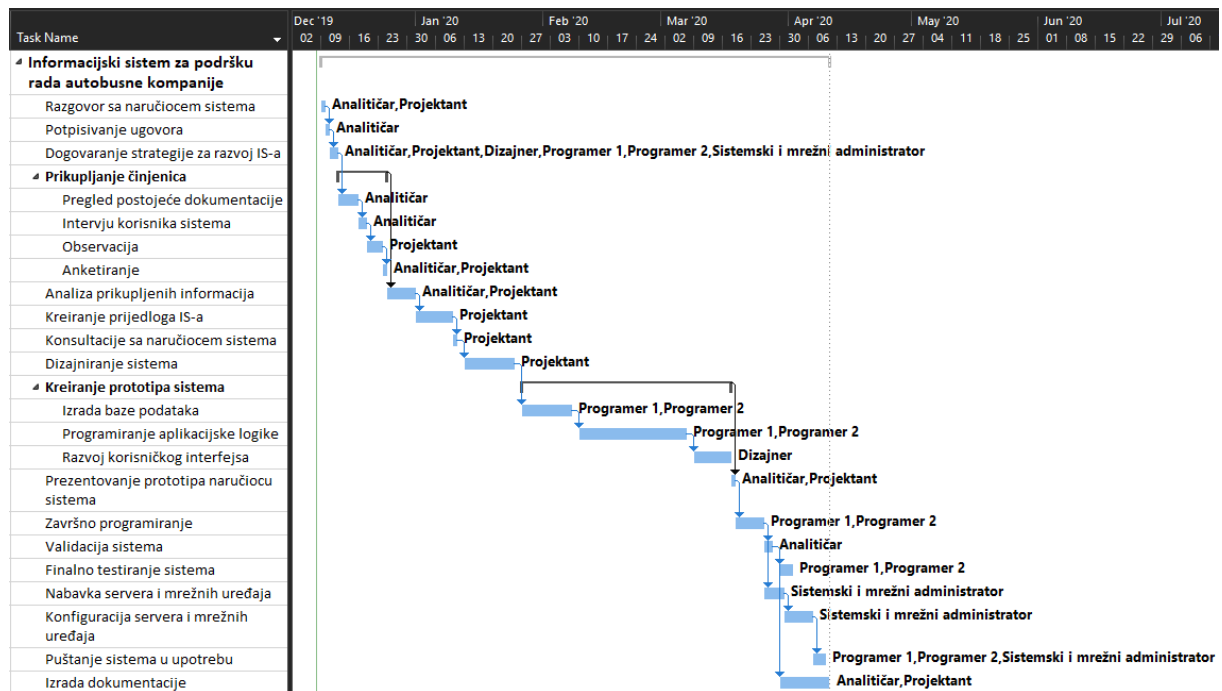 Dec '19 Jan '20 Feb '20 Mar '20 Apr '20 May '20 Jun '20 Jul '20
Task Name 02 09 16 23 30 06 13 20 27 03 10 17 24 02 09 16 23 30 06 13 20 27 04 11 18 25 01 08 15 22 29 06
Informacijski sistem za podršku
rada autobusne kompanije
Razgovor sa naručiocem sistema Analitičar,Projektant
Potpisivanje ugovora Analitičar
Dogovaranje strategije za razvoj IS-a Analitičar,Projektant,Dizajner,Programer 1,Programer 2,Sistemski i mrežni administrator
Prikupljanje činjenica
Pregled postojeće dokumentacije Analitičar
Intervju korisnika sistema Analitičar
Observacija Projektant
Anketiranje Analitičar,Projektant
Analiza prikupljenih informacija Analitičar,Projektant
Kreiranje prijedloga IS-a Projektant
Konsultacije sa naručiocem sistema Projektant
Dizajniranje sistema Projektant
Kreiranje prototipa sistema
Izrada baze podataka Programer 1,Programer 2
Programiranje aplikacijske logike Programer 1,Programer 2
Razvoj korisničkog interfejsa Dizajner
Prezentovanje prototipa naručiocu Analitičar,Projektant
sistema
Završno programiranje Programer 1,Programer 2
Validacija sistema Analitičar
Finalno testiranje sistema Programer 1,Programer 2
Nabavka servera i mrežnih uređaja Sistemski i mrežni administrator
Konfiguracija servera i mrežnih Sistemski i mrežni administrator
uređaja
Puštanje sistema u upotrebu Programer 1,Programer 2,Sistemski i mrežni administrator
Izrada dokumentacije Analitičar,Projektant